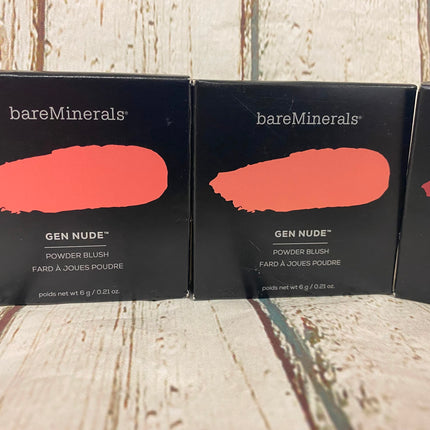 bareMinerals®
GEN NUDE™
POWDER BLUSH
FARD À JOUES POUDRE
poids net wt 6 g / 0.21 oz.
bareMinerals®
GEN NUDE™
POWDER BLUSH
FARD À JOUES POUDRE
poids net wt 6 g / 0.21 oz.